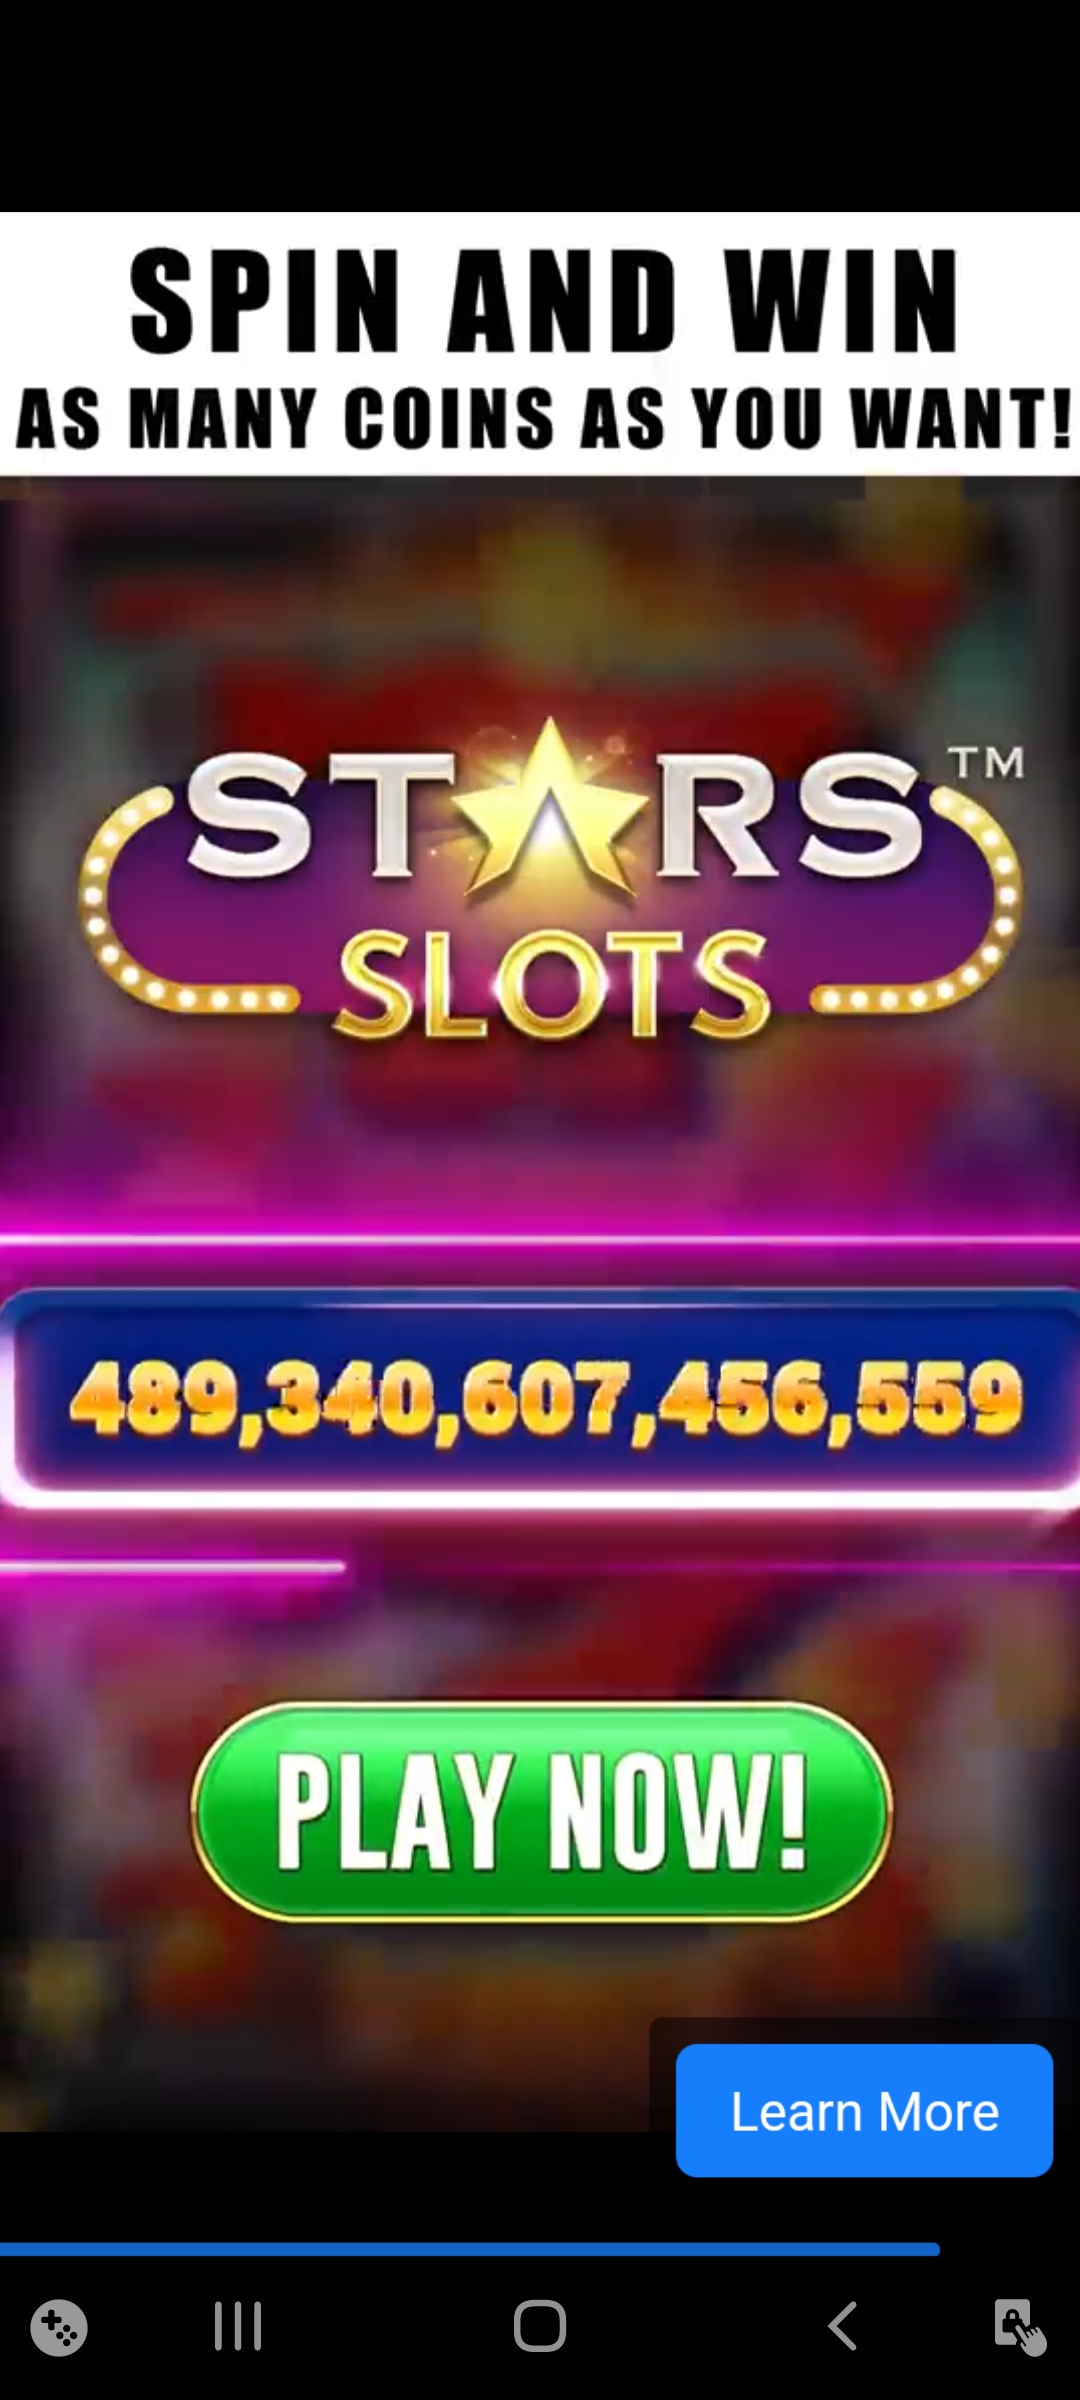 SPIN AND WIN
AS MANY COINS AS YOU WANT!
STARS™
SLOTS
489,340,607,456,559
PLAY NOW!
Learn More